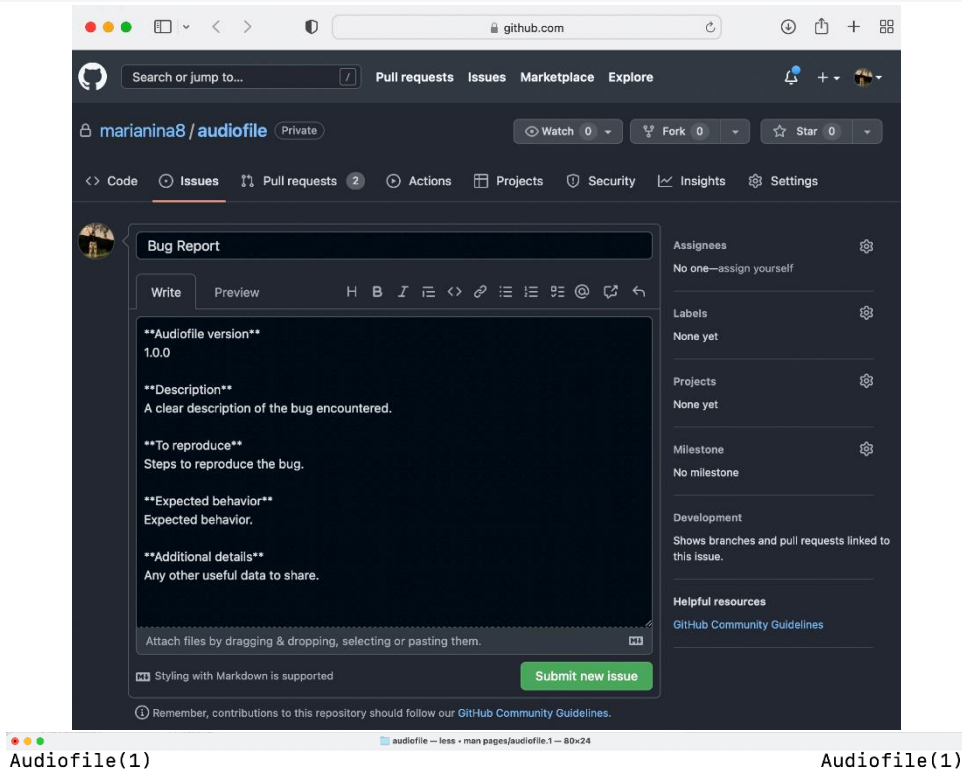 github.com
Search or jump to... / Pull requests Issues Marketplace Explore
marianina8 / audiofile Private Watch 0 Fork 0 Star 0
Code Issues Pull requests 2 Actions Projects Security Insights Settings
Bug Report
Assignees
No one—assign yourself
Write Preview
Labels
None yet
**Audiofile version**
1.0.0
Projects
None yet
**Description**
A clear description of the bug encountered.
**To reproduce**
Steps to reproduce the bug.
Milestone
No milestone
**Expected behavior**
Expected behavior.
Development
Shows branches and pull requests linked to
this issue.
**Additional details**
Any other useful data to share.
Helpful resources
GitHub Community Guidelines
Attach files by dragging & dropping, selecting or pasting them.
Styling with Markdown is supported Submit new issue
Remember, contributions to this repository should follow our GitHub Community Guidelines.
audiofile — less • man pages/audiofile.1 — 80×24
Audiofile(1) Audiofile(1)